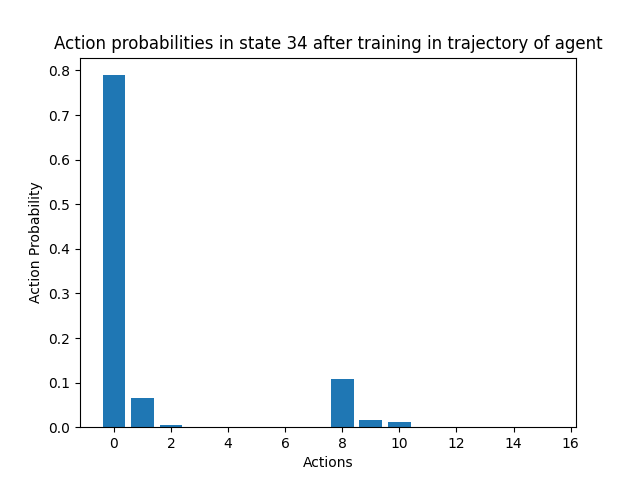 Action probabilities in state 34 after training in trajectory of agent
0.8
0.7
0.6
0.5
0.4
0.3
0.2
0.1
0.0
Action Probability
0 2 4 6 8 10 12 14 16
Actions